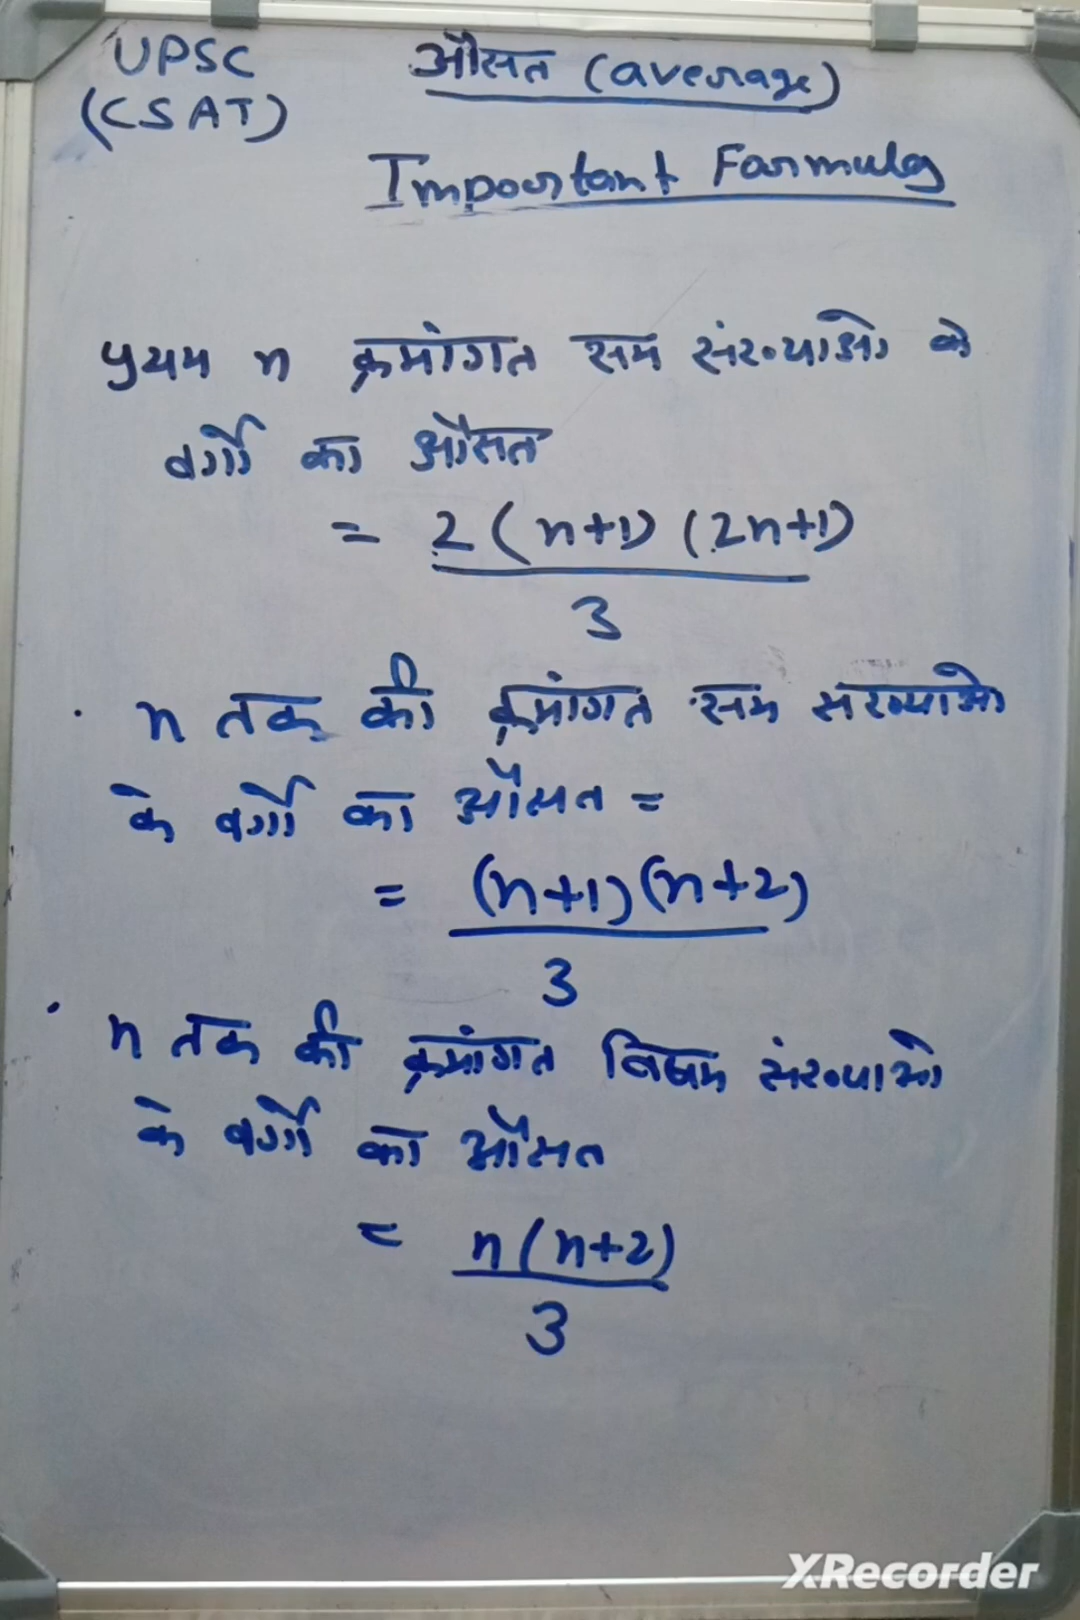 UPSC औसत (average)
(CSAT)
Important Formula
प्रथम n क्रमांगत सम संख्याओ के
वर्गो का औसत
= 2(n+1)(2n+1)
3
· n तक की क्रमांगत सम संख्याओ
के वर्गो का औसत =
= (n+1)(n+2)
3
· n तक की क्रमांगत विषम संख्याओ
के वर्गो का औसत
= n(n+2)
3
XRecorder